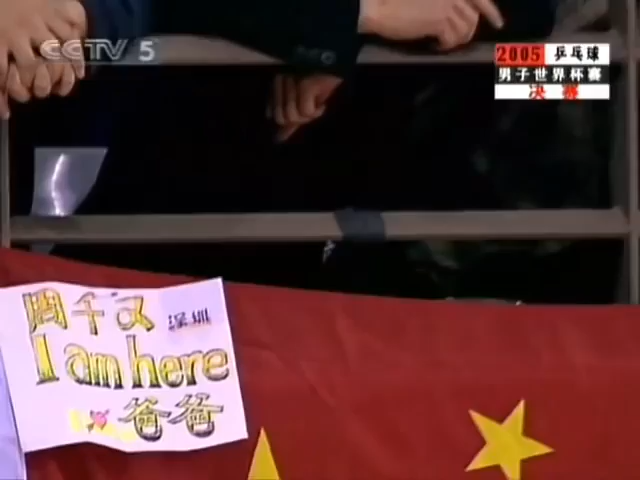 CCTV 5
2005 乒乓球
男子世界杯赛
决赛
周千又 深圳
I am here
爸爸